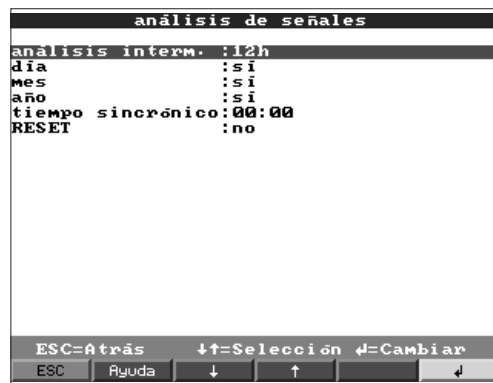 análisis de señales
análisis interm. :12h
día :sí
mes :sí
año :sí
tiempo sincrónico:00:00
RESET :no
ESC=Atrás ↓↑=Selección ↲=Cambiar
ESC Ayuda ↓ ↑ ↲